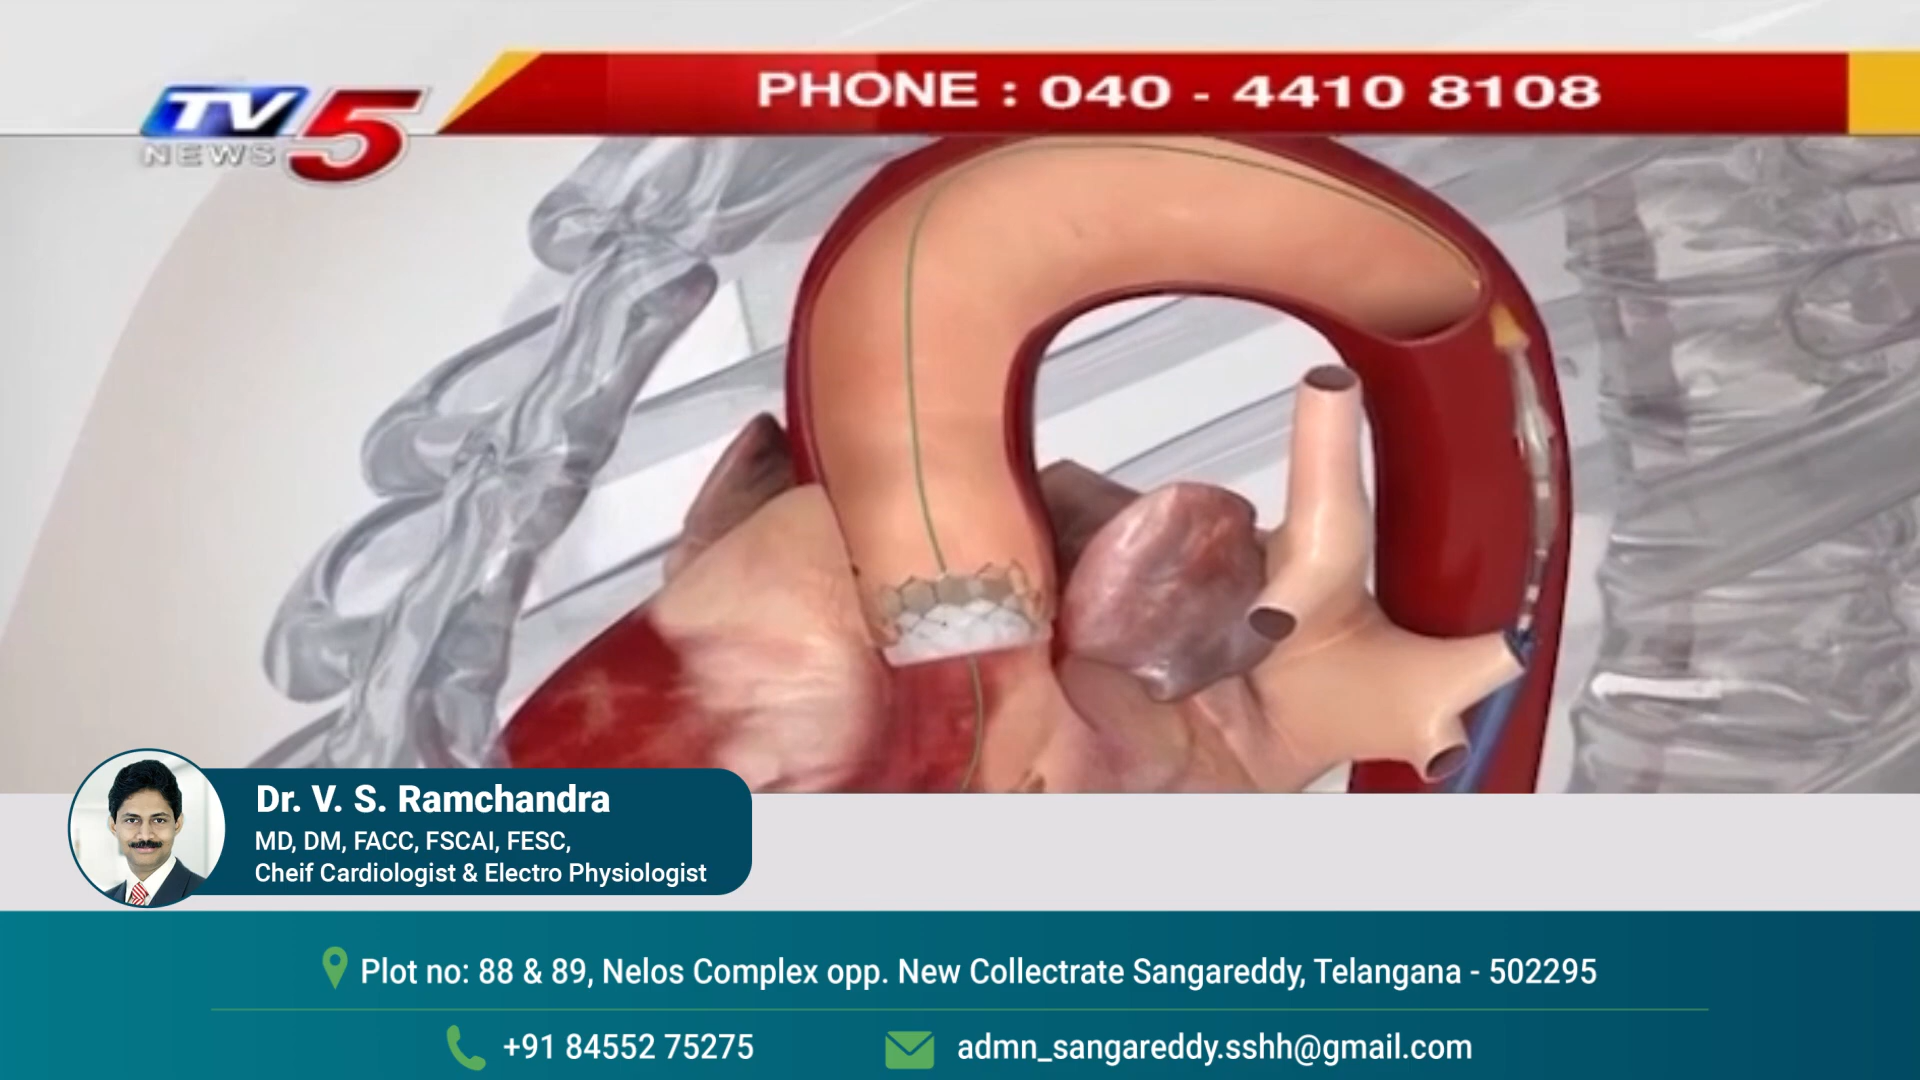 PHONE : 040 - 4410 8108
TV5
NEWS
Dr. V. S. Ramchandra
MD, DM, FACC, FSCAI, FESC,
Cheif Cardiologist & Electro Physiologist
Plot no: 88 & 89, Nelos Complex opp. New Collectrate Sangareddy, Telangana - 502295
+91 84552 75275
admn_sangareddy.sshh@gmail.com